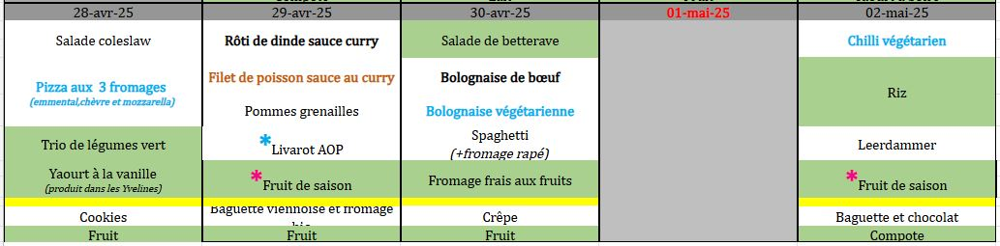 28-avr-25
29-avr-25
30-avr-25
01-mai-25
02-mai-25
Salade coleslaw
Pizza aux 3 fromages
(emmental,chèvre et mozzarella)
Trio de légumes vert
Yaourt à la vanille
(produit dans les Yvelines)
Cookies
Fruit
Rôti de dinde sauce curry
Filet de poisson sauce au curry
Pommes grenailles
*Livarot AOP
*Fruit de saison
Baguette viennoise et fromage
Fruit
Salade de betterave
Bolognaise de bœuf
Bolognaise végétarienne
Spaghetti
(+fromage rapé)
Fromage frais aux fruits
Crêpe
Fruit
Chilli végétarien
Riz
Leerdammer
*Fruit de saison
Baguette et chocolat
Compote